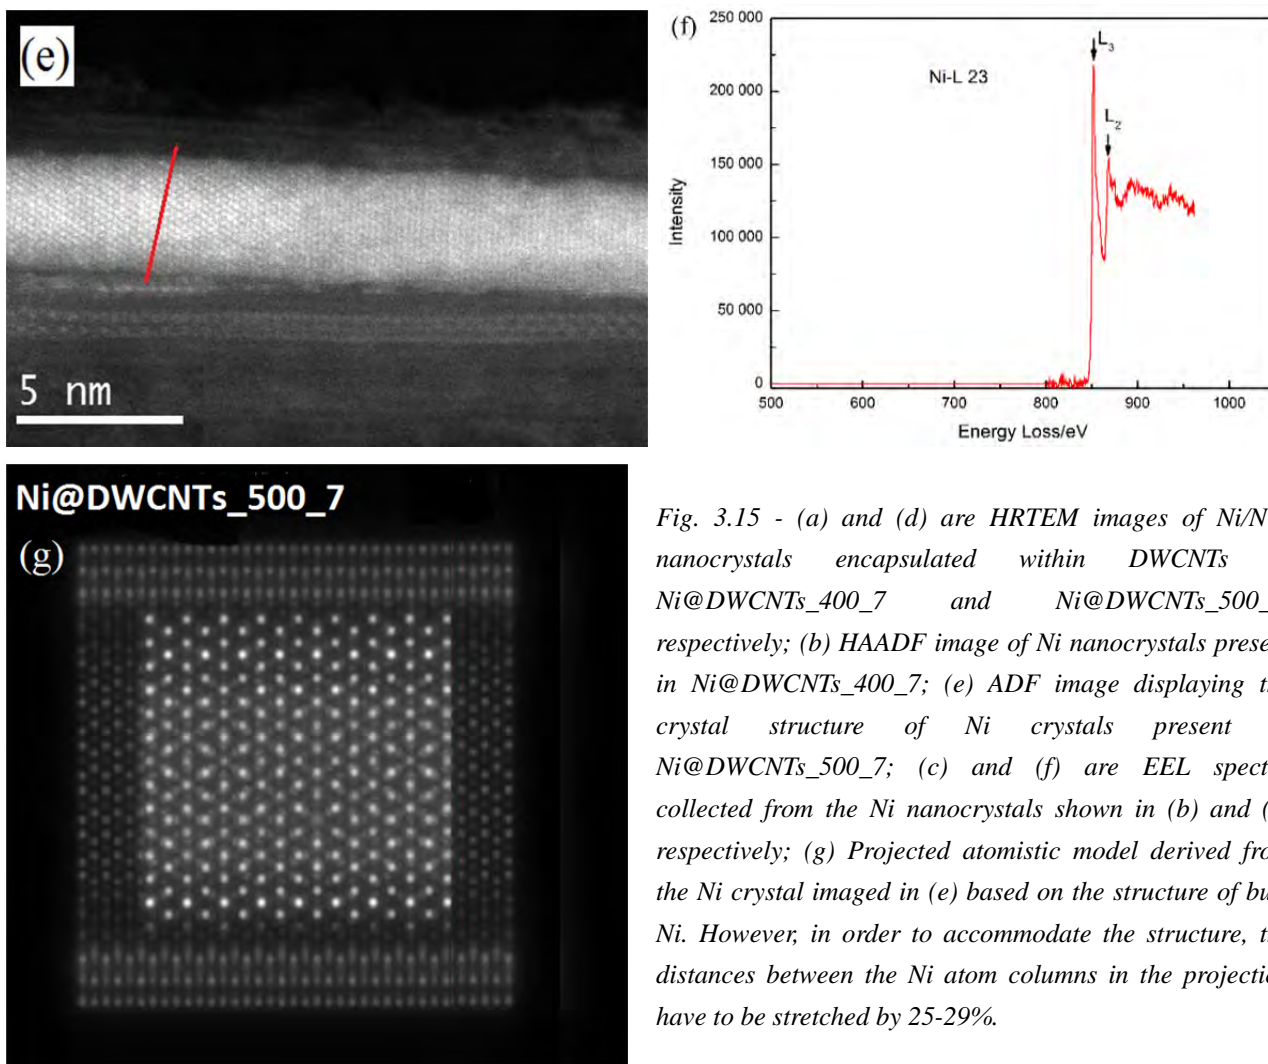 (e)
5 nm
(f)
250 000
200 000
150 000
100 000
50 000
0
Intensity
Ni-L 23
L3
L2
500 600 700 800 900 1000
Energy Loss/eV
Ni@DWCNTs_500_7
(g)
Fig. 3.15 - (a) and (d) are HRTEM images of Ni/N
nanocrystals encapsulated within DWCNTs
Ni@DWCNTs_400_7 and Ni@DWCNTs_500_
respectively; (b) HAADF image of Ni nanocrystals prese
in Ni@DWCNTs_400_7; (e) ADF image displaying t
crystal structure of Ni crystals present
Ni@DWCNTs_500_7; (c) and (f) are EEL spect
collected from the Ni nanocrystals shown in (b) and (
respectively; (g) Projected atomistic model derived fro
the Ni crystal imaged in (e) based on the structure of bu
Ni. However, in order to accommodate the structure, t
distances between the Ni atom columns in the projectio
have to be stretched by 25-29%.